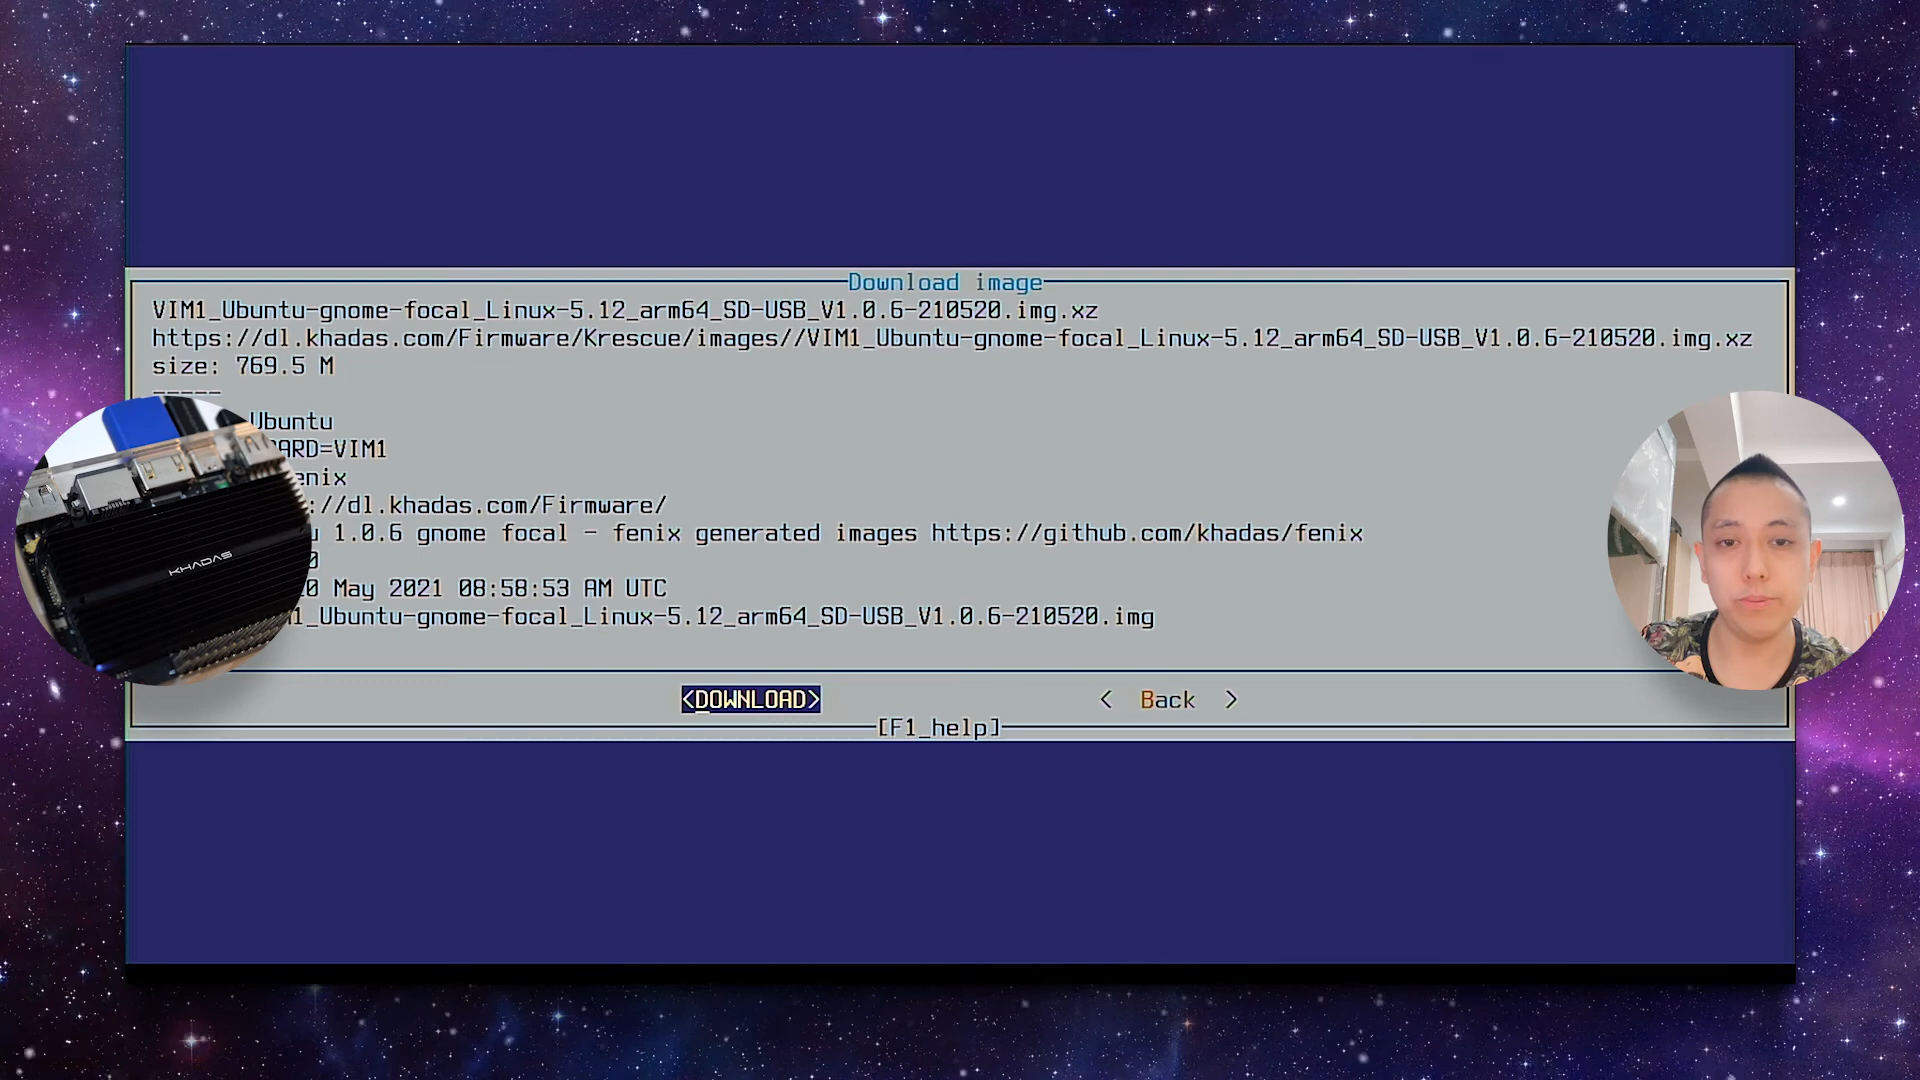 Download image
VIM1_Ubuntu-gnome-focal_Linux-5.12_arm64_SD-USB_V1.0.6-210520.img.xz
https://dl.khadas.com/Firmware/Krescue/images//VIM1_Ubuntu-gnome-focal_Linux-5.12_arm64_SD-USB_V1.0.6-210520.img.xz
size: 769.5 M
-----
Ubuntu
ARD=VIM1
enix
://dl.khadas.com/Firmware/
1.0.6 gnome focal - fenix generated images https://github.com/khadas/fenix
0
0 May 2021 08:58:53 AM UTC
1_Ubuntu-gnome-focal_Linux-5.12_arm64_SD-USB_V1.0.6-210520.img
KHADAS
<DOWNLOAD> < Back >
[F1_help]